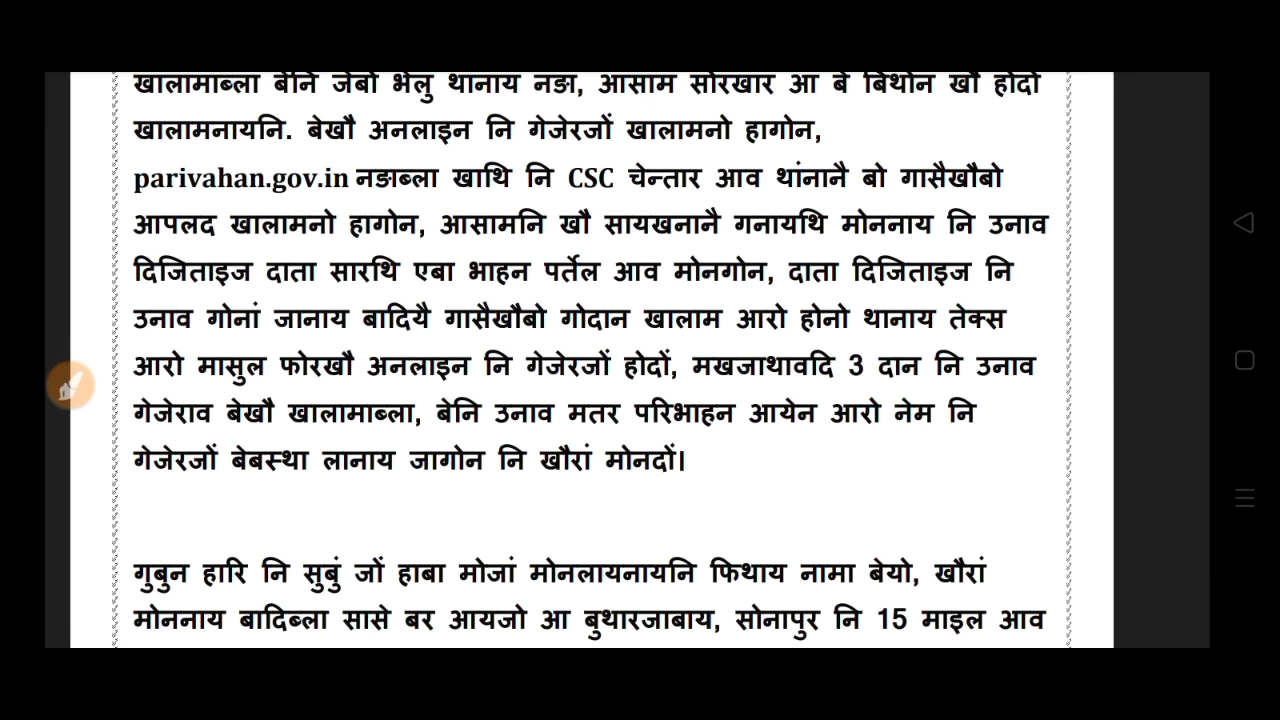 खालामाब्ला बेनि जेबो भेलु थानाय नङा, आसाम सोरखार आ बे बिथोन खौ होदो
खालामनायनि. बेखौ अनलाइन नि गेजेरजों खालामनो हागोन,
parivahan.gov.in नङाब्ला खाथि नि CSC चेन्तार आव थांनानै बो गासैखौबो
आपलद खालामनो हागोन, आसामनि खौ सायखनानै गनायथि मोननाय नि उनाव
दिजिताइज दाता सारथि एबा भाहन पर्तेल आव मोनगोन, दाता दिजिताइज नि
उनाव गोनां जानाय बादियै गासैखौबो गोदान खालाम आरो होनो थानाय तेक्स
आरो मासुल फोरखौ अनलाइन नि गेजेरजों होदों, मखजाथावदि 3 दान नि उनाव
गेजेराव बेखौ खालामाब्ला, बेनि उनाव मतर परिभाहन आयेन आरो नेम नि
गेजेरजों बेबस्था लानाय जागोन नि खौरां मोनदों।
गुबुन हारि नि सुबुं जों हाबा मोजां मोनलायनायनि फिथाय नामा बेयो, खौरां
मोननाय बादिब्ला सासे बर आयजो आ बुथारजाबाय, सोनापुर नि 15 माइल आव